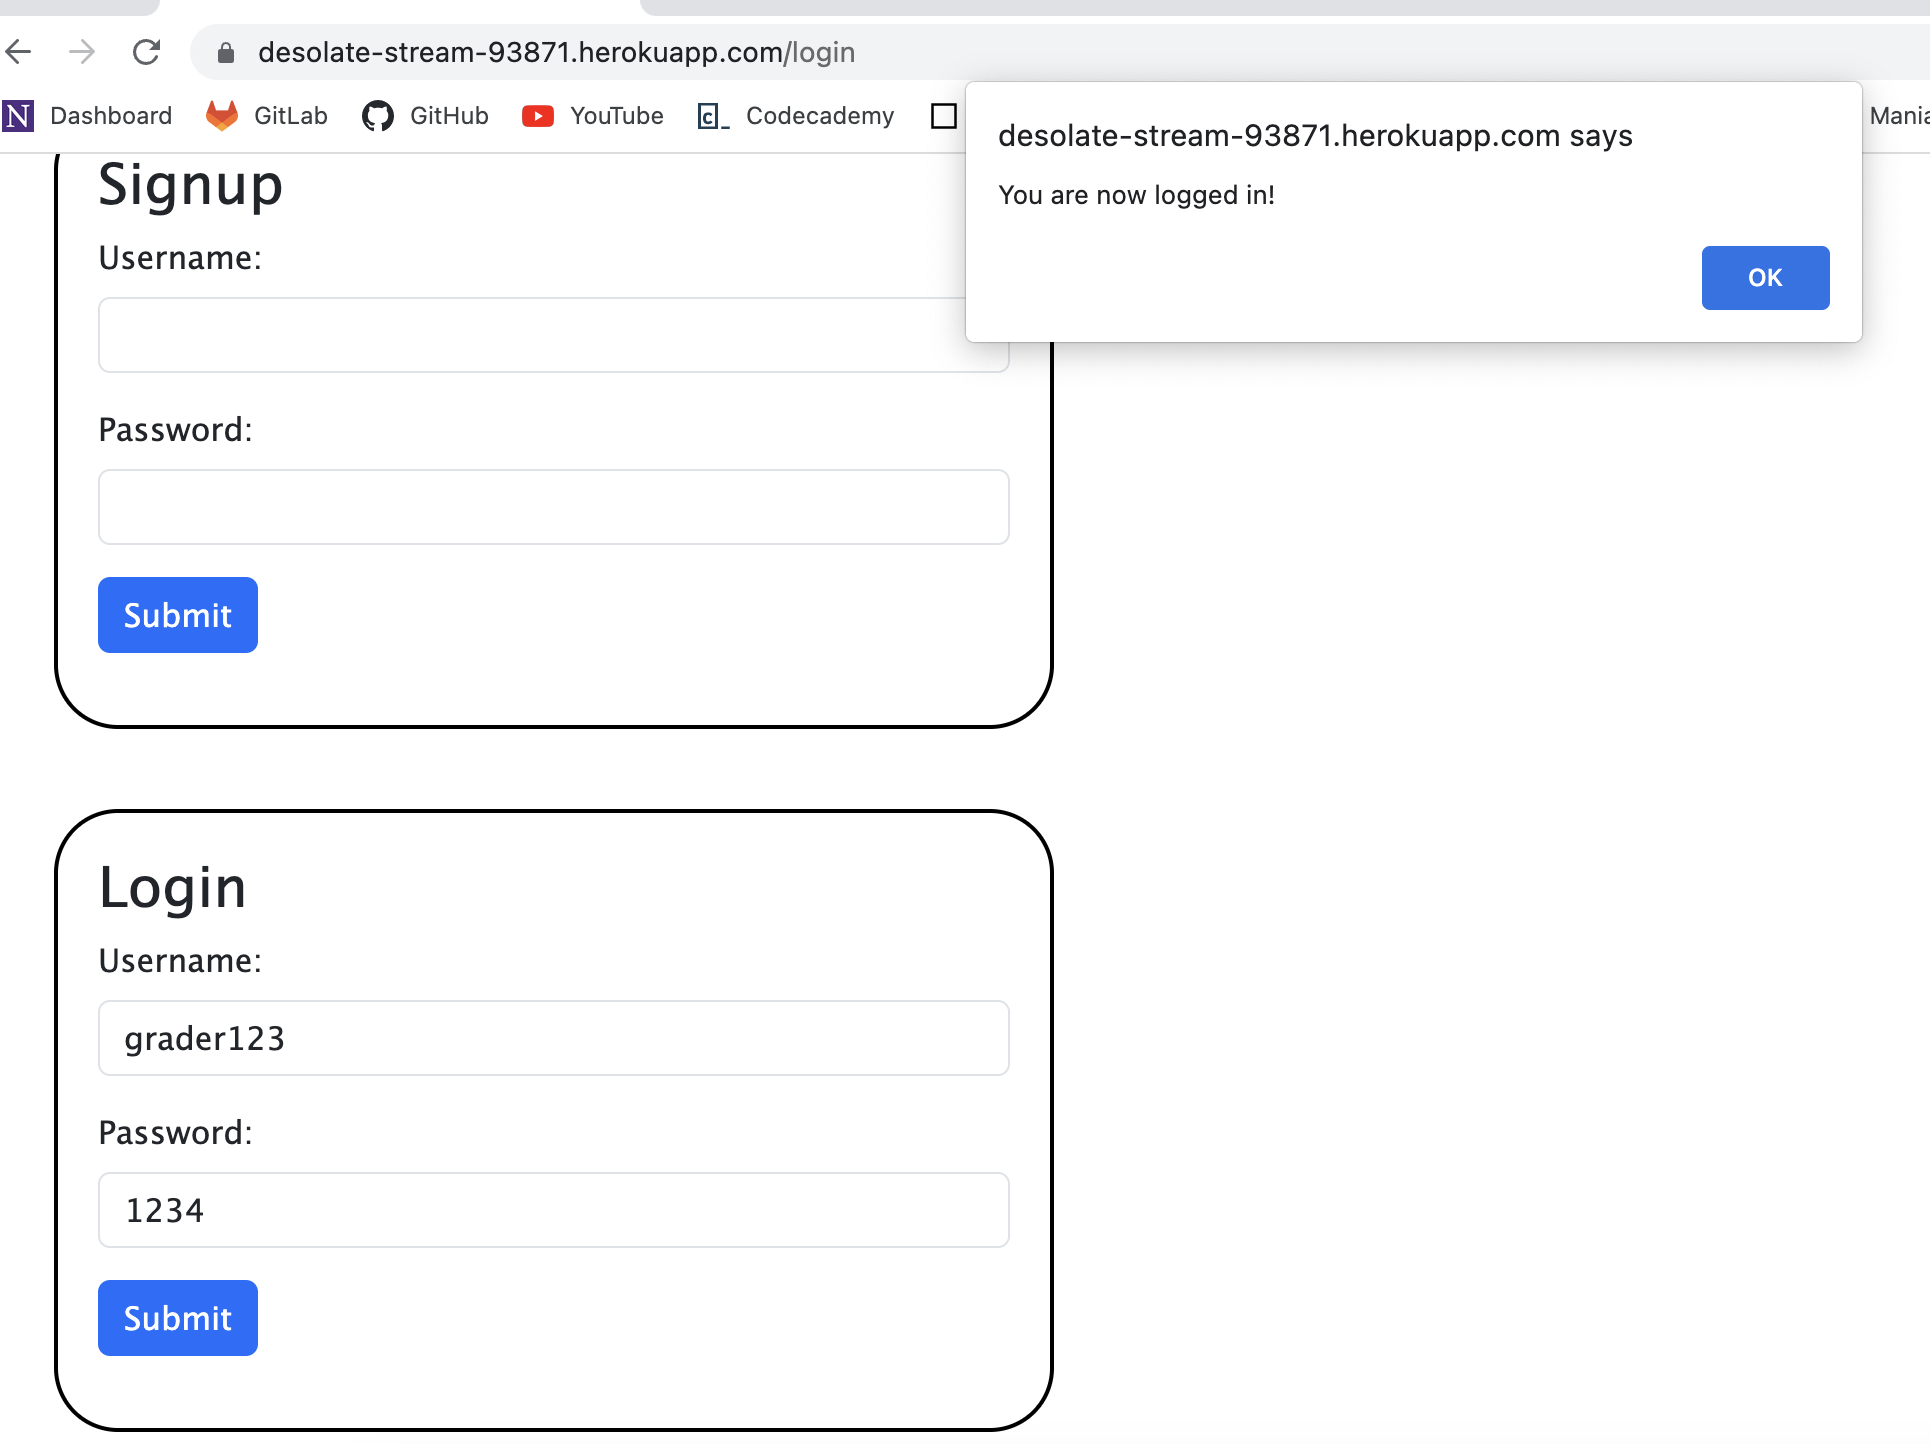 desolate-stream-93871.herokuapp.com/login
N Dashboard GitLab GitHub YouTube c_ Codecademy
desolate-stream-93871.herokuapp.com says
You are now logged in!
OK
Signup
Username:
Password:
Submit
Login
Username:
grader123
Password:
1234
Submit